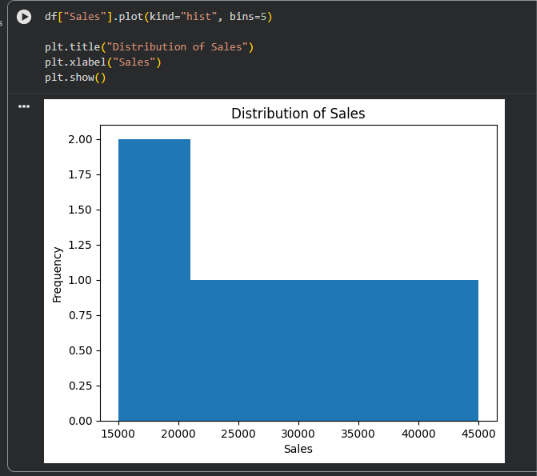 df["Sales"].plot(kind="hist", bins=5)
plt.title("Distribution of Sales")
plt.xlabel("Sales")
plt.show()
Distribution of Sales
2.00
1.75
1.50
1.25
1.00
0.75
0.50
0.25
0.00
Frequency
15000 20000 25000 30000 35000 40000 45000
Sales